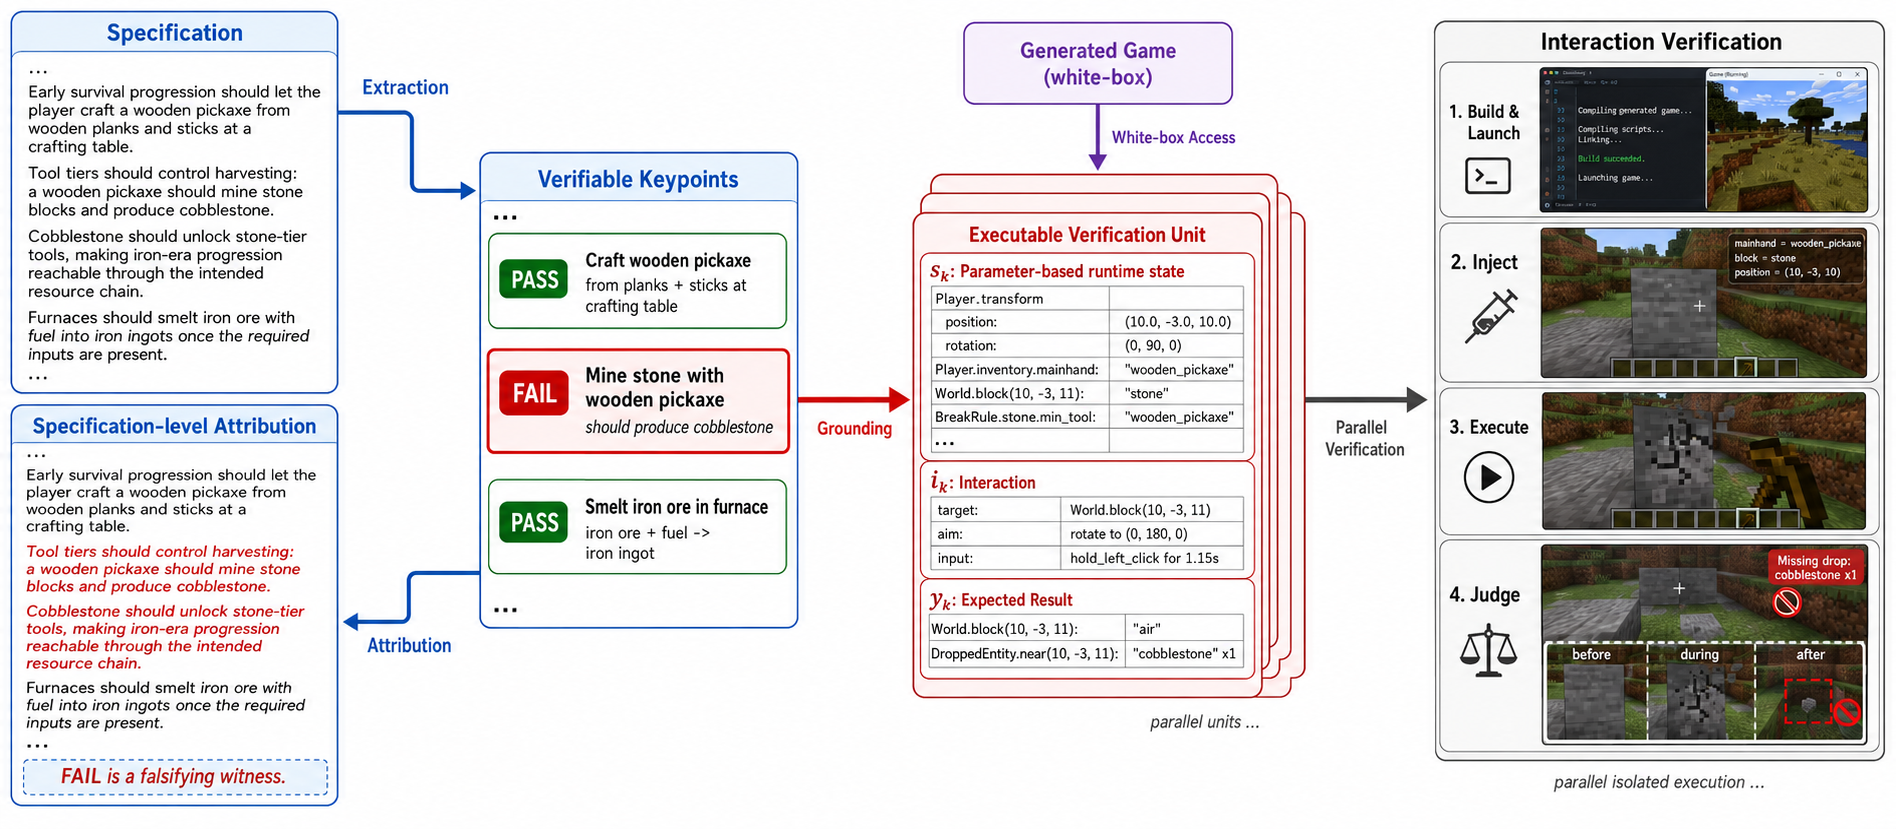 Specification
...
Early survival progression should let the
player craft a wooden pickaxe from
wooden planks and sticks at a
crafting table.
Tool tiers should control harvesting:
a wooden pickaxe should mine stone
blocks and produce cobblestone.
Cobblestone should unlock stone-tier
tools, making iron-era progression
reachable through the intended
resource chain.
Furnaces should smelt iron ore with
fuel into iron ingots once the required
inputs are present.
...
Specification-level Attribution
...
Early survival progression should let the
player craft a wooden pickaxe from
wooden planks and sticks at a
crafting table.
Tool tiers should control harvesting:
a wooden pickaxe should mine stone
blocks and produce cobblestone.
Cobblestone should unlock stone-tier
tools, making iron-era progression
reachable through the intended
resource chain.
Furnaces should smelt iron ore with
fuel into iron ingots once the required
inputs are present.
...
FAIL is a falsifying witness.
Extraction
Attribution
Verifiable Keypoints
...
PASS
Craft wooden pickaxe
from planks + sticks at
crafting table
FAIL
Mine stone with
wooden pickaxe
should produce cobblestone
PASS
Smelt iron ore in furnace
iron ore + fuel ->
iron ingot
...
Grounding
Generated Game
(white-box)
White-box Access
Executable Verification Unit
s_k: Parameter-based runtime state
Player.transform
position: (10.0, -3.0, 10.0)
rotation: (0, 90, 0)
Player.inventory.mainhand: "wooden_pickaxe"
World.block(10, -3, 11): "stone"
BreakRule.stone.min_tool: "wooden_pickaxe"
...
i_k: Interaction
target: World.block(10, -3, 11)
aim: rotate to (0, 180, 0)
input: hold_left_click for 1.15s
y_k: Expected Result
World.block(10, -3, 11): "air"
DroppedEntity.near(10, -3, 11): "cobblestone" x1
parallel units ...
Parallel
Verification
Interaction Verification
1. Build &
Launch
Compiling generated game...
Compiling scripts...
Linking...
Build succeeded.
Launching game...
2. Inject
mainhand = wooden_pickaxe
block = stone
position = (10, -3, 10)
3. Execute
4. Judge
Missing drop:
cobblestone x1
before during after
parallel isolated execution ...